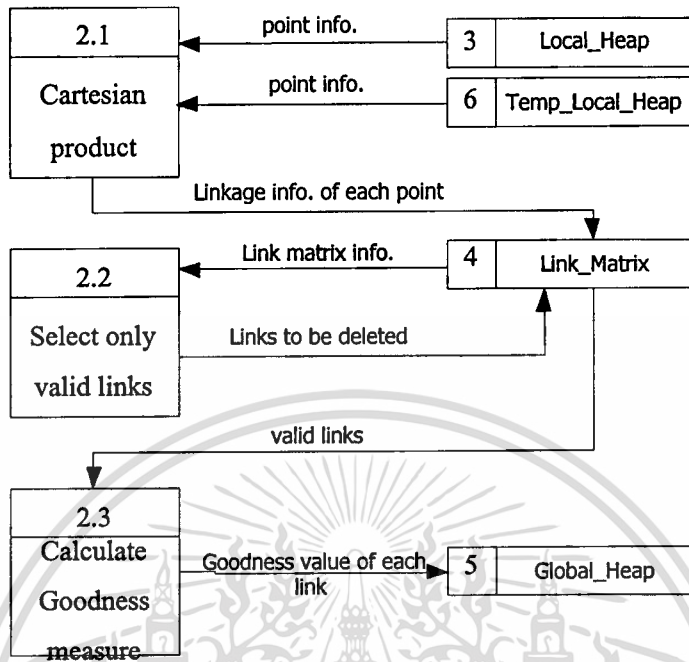 2.1
Cartesian
product
point info.
3 Local_Heap
point info.
6 Temp_Local_Heap
Linkage info. of each point
2.2
Select only
valid links
Link matrix info.
4 Link_Matrix
Links to be deleted
valid links
2.3
Calculate
Goodness
measure
Goodness value of each
link
5 Global_Heap